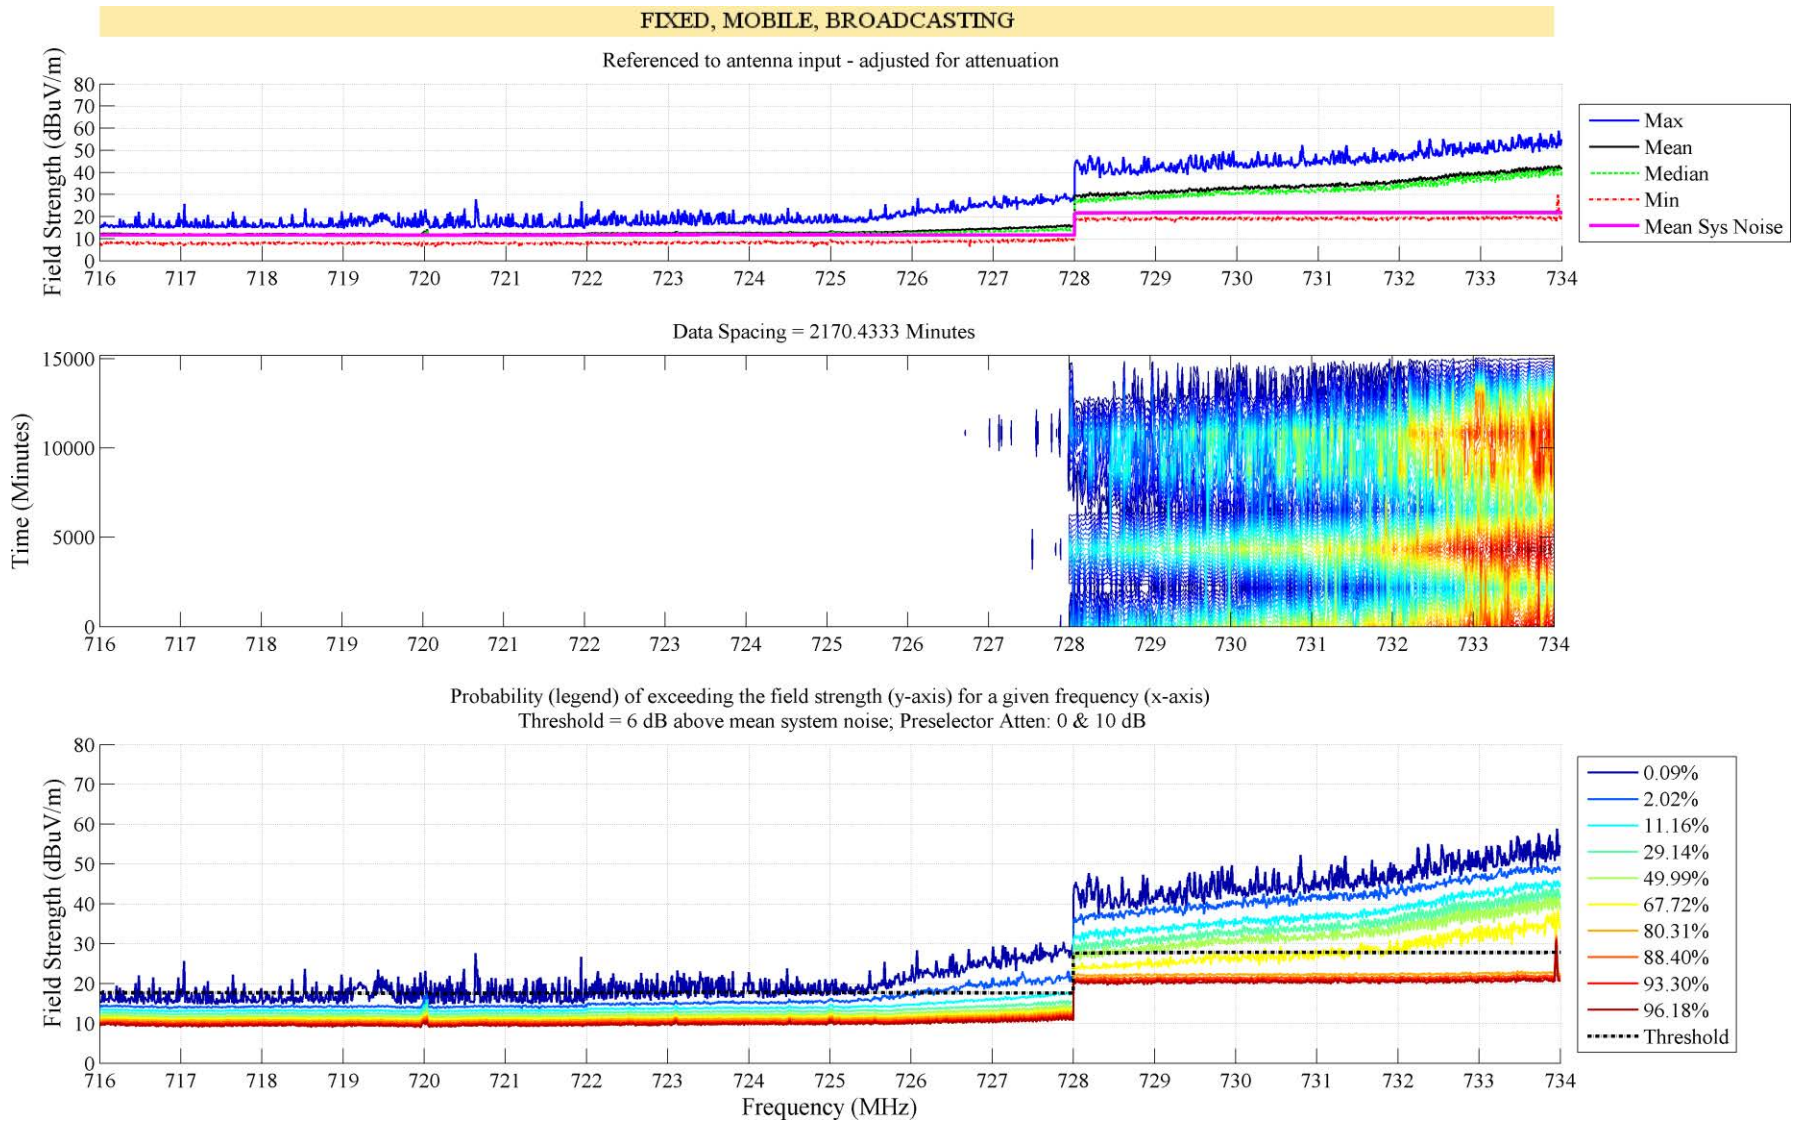 FIXED, MOBILE, BROADCASTING
Referenced to antenna input - adjusted for attenuation
Field Strength (dBuV/m)
80
70
60
50
40
30
20
10
0
716 717 718 719 720 721 722 723 724 725 726 727 728 729 730 731 732 733 734
Max
Mean
Median
Min
Mean Sys Noise
Data Spacing = 2170.4333 Minutes
Time (Minutes)
15000
10000
5000
0
716 717 718 719 720 721 722 723 724 725 726 727 728 729 730 731 732 733 734
Probability (legend) of exceeding the field strength (y-axis) for a given frequency (x-axis)
Threshold = 6 dB above mean system noise; Preselector Atten: 0 & 10 dB
Field Strength (dBuV/m)
80
70
60
50
40
30
20
10
0
716 717 718 719 720 721 722 723 724 725 726 727 728 729 730 731 732 733 734
Frequency (MHz)
0.09%
2.02%
11.16%
29.14%
49.99%
67.72%
80.31%
88.40%
93.30%
96.18%
Threshold